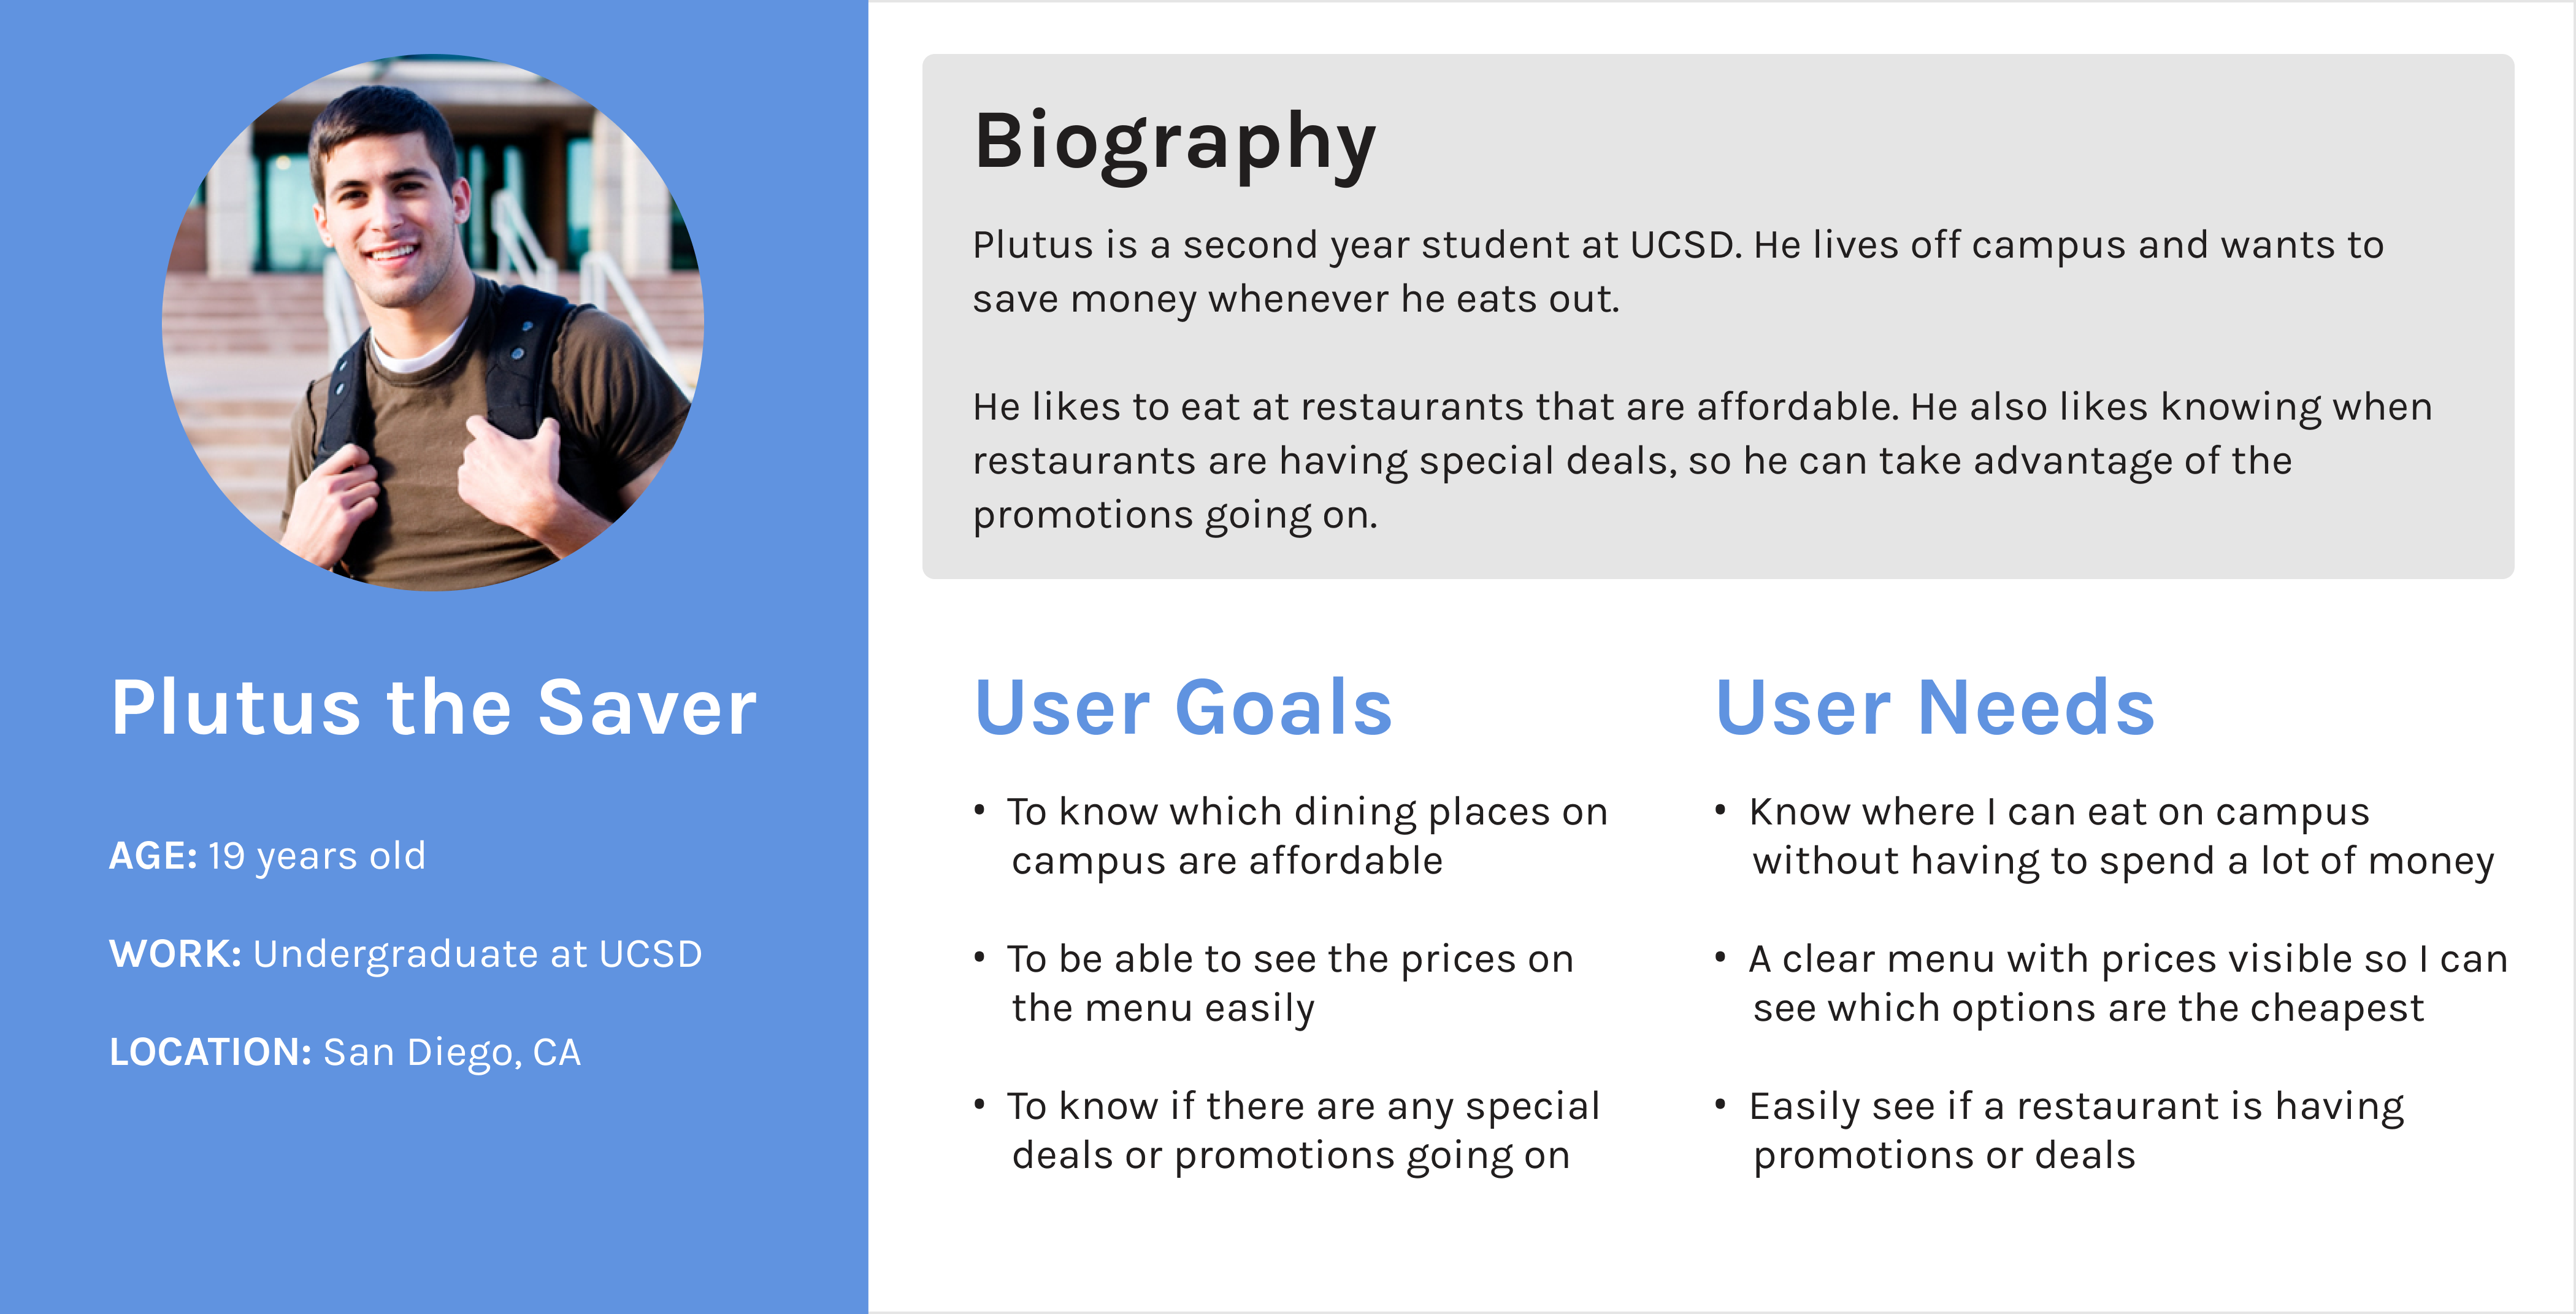 Plutus the Saver
AGE: 19 years old
WORK: Undergraduate at UCSD
LOCATION: San Diego, CA
Biography
Plutus is a second year student at UCSD. He lives off campus and wants to
save money whenever he eats out.
He likes to eat at restaurants that are affordable. He also likes knowing when
restaurants are having special deals, so he can take advantage of the
promotions going on.
User Goals
• To know which dining places on
campus are affordable
• To be able to see the prices on
the menu easily
• To know if there are any special
deals or promotions going on
User Needs
• Know where I can eat on campus
without having to spend a lot of money
• A clear menu with prices visible so I can
see which options are the cheapest
• Easily see if a restaurant is having
promotions or deals